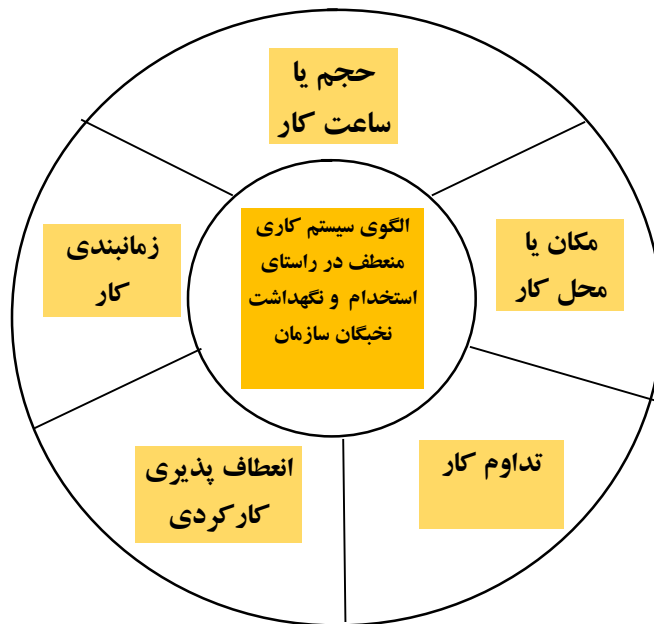 حجم یا
ساعت کار
مکان یا
محل کار
زمانبندی
کار
الگوی سیستم کاری
منعطف در راستای
استخدام و نگهداشت
نخبگان سازمان
تداوم کار
انعطاف پذیری
کارکردی